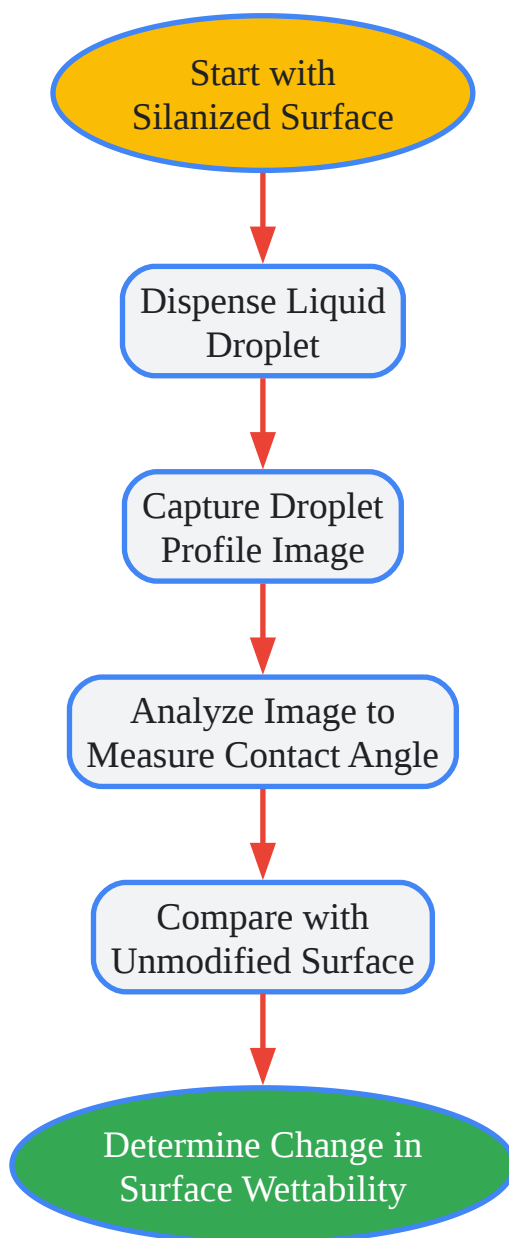 Start with
Silanized Surface
Dispense Liquid
Droplet
Capture Droplet
Profile Image
Analyze Image to
Measure Contact Angle
Compare with
Unmodified Surface
Determine Change in
Surface Wettability